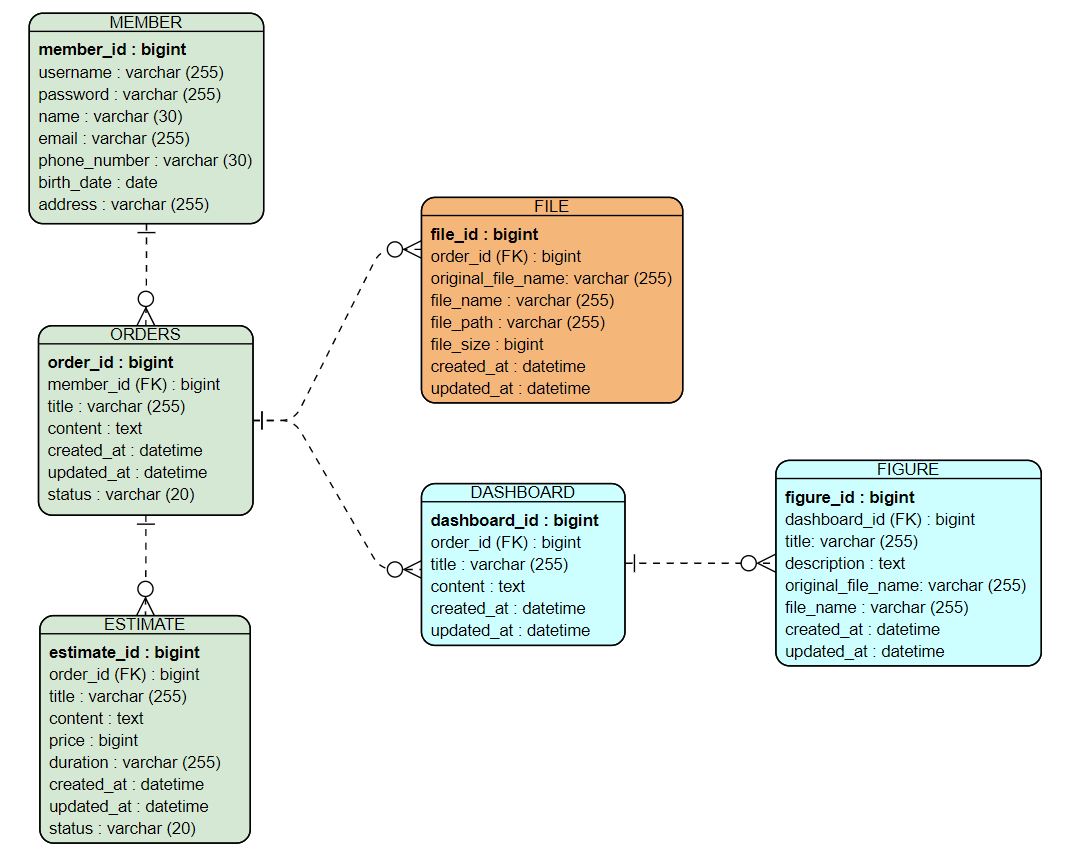 MEMBER
member_id : bigint
username : varchar (255)
password : varchar (255)
name : varchar (30)
email : varchar (255)
phone_number : varchar (30)
birth_date : date
address : varchar (255)
ORDERS
order_id : bigint
member_id (FK) : bigint
title : varchar (255)
content : text
created_at : datetime
updated_at : datetime
status : varchar (20)
ESTIMATE
estimate_id : bigint
order_id (FK) : bigint
title : varchar (255)
content : text
price : bigint
duration : varchar (255)
created_at : datetime
updated_at : datetime
status : varchar (20)
FILE
file_id : bigint
order_id (FK) : bigint
original_file_name: varchar (255)
file_name : varchar (255)
file_path : varchar (255)
file_size : bigint
created_at : datetime
updated_at : datetime
DASHBOARD
dashboard_id : bigint
order_id (FK) : bigint
title : varchar (255)
content : text
created_at : datetime
updated_at : datetime
FIGURE
figure_id : bigint
dashboard_id (FK) : bigint
title: varchar (255)
description : text
original_file_name: varchar (255)
file_name : varchar (255)
created_at : datetime
updated_at : datetime